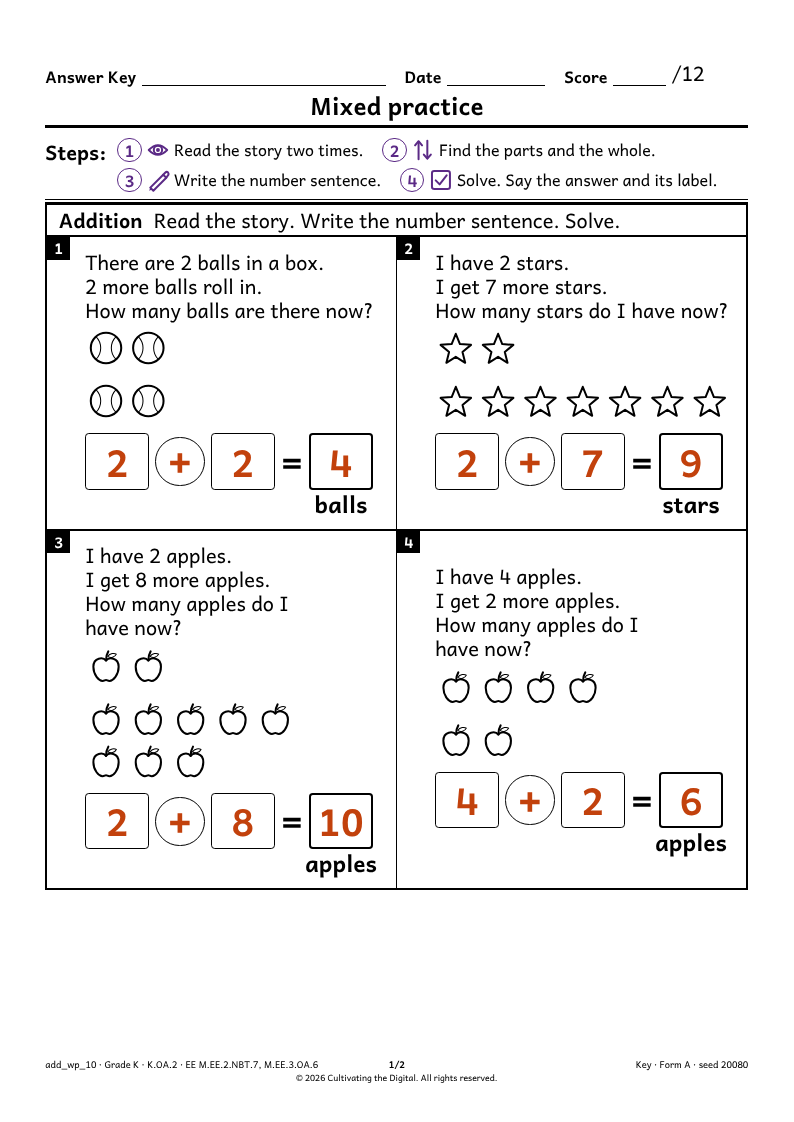 Answer Key Date Score /12
Mixed practice
Steps: 1 Read the story two times. 2 Find the parts and the whole.
3 Write the number sentence. 4 Solve. Say the answer and its label.
Addition Read the story. Write the number sentence. Solve.
1
There are 2 balls in a box.
2 more balls roll in.
How many balls are there now?
2 + 2 = 4
balls
2
I have 2 stars.
I get 7 more stars.
How many stars do I have now?
2 + 7 = 9
stars
3
I have 2 apples.
I get 8 more apples.
How many apples do I
have now?
2 + 8 = 10
apples
4
I have 4 apples.
I get 2 more apples.
How many apples do I
have now?
4 + 2 = 6
apples
add_wp_10 · Grade K · K.OA.2 · EE M.EE.2.NBT.7, M.EE.3.OA.6 1/2 Key · Form A · seed 20080
© 2026 Cultivating the Digital. All rights reserved.